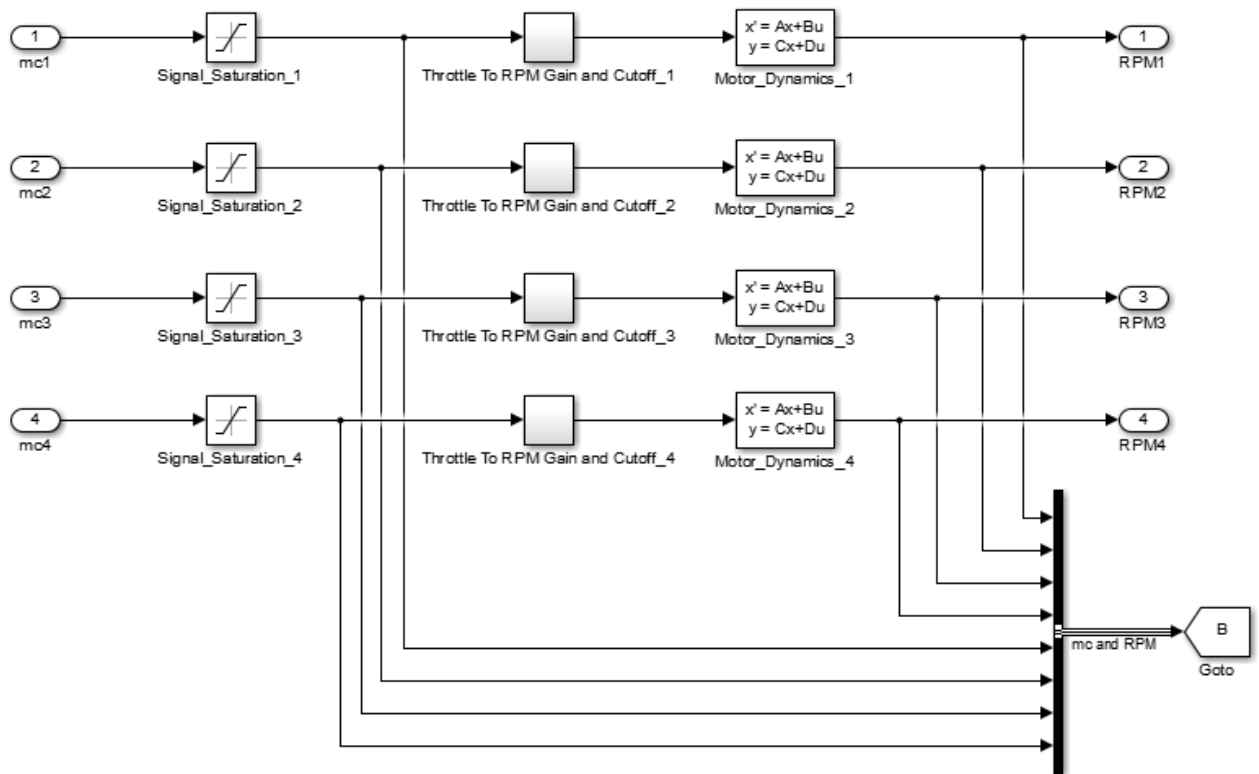 1
mc1
Signal_Saturation_1
Throttle To RPM Gain and Cutoff_1
x' = Ax+Bu
y = Cx+Du
Motor_Dynamics_1
1
RPM1
2
mc2
Signal_Saturation_2
Throttle To RPM Gain and Cutoff_2
x' = Ax+Bu
y = Cx+Du
Motor_Dynamics_2
2
RPM2
3
mc3
Signal_Saturation_3
Throttle To RPM Gain and Cutoff_3
x' = Ax+Bu
y = Cx+Du
Motor_Dynamics_3
3
RPM3
4
mc4
Signal_Saturation_4
Throttle To RPM Gain and Cutoff_4
x' = Ax+Bu
y = Cx+Du
Motor_Dynamics_4
4
RPM4
mc and RPM
B
Goto